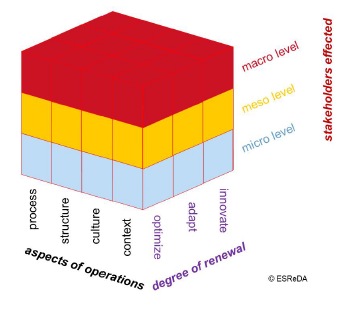 macro level
meso level
micro level
stakeholders effected
process
structure
culture
context
optimize
adapt
innovate
aspects of operations
degree of renewal
© ESReDA